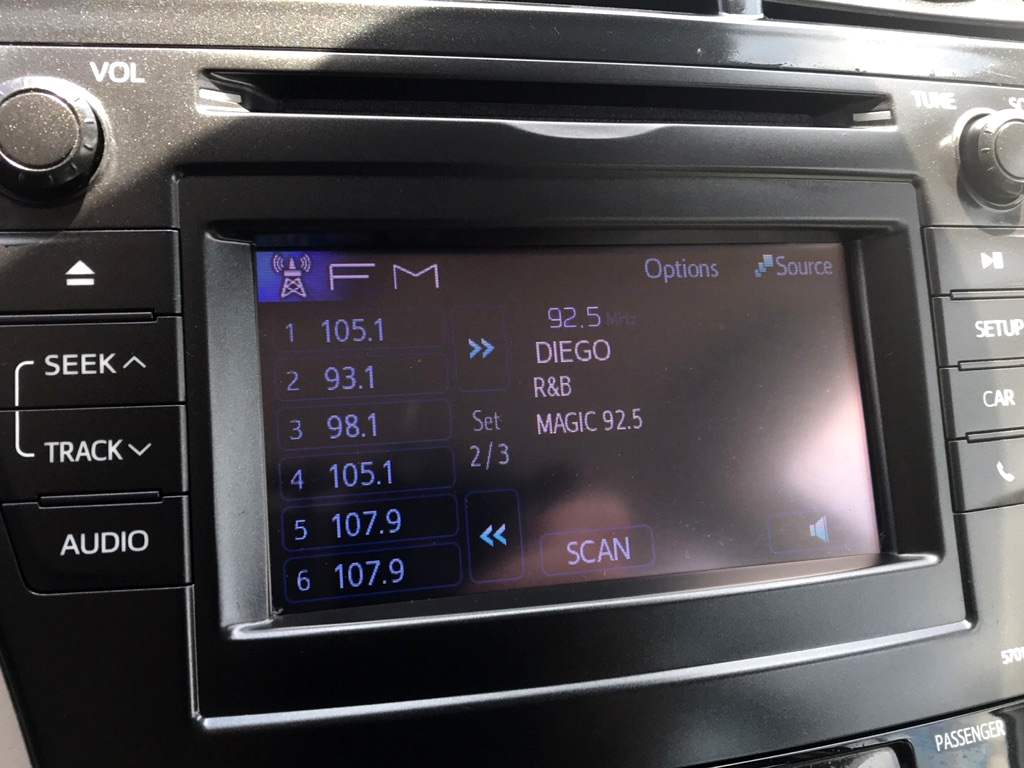 VOL
TUNE
SEEK
TRACK
AUDIO
FM
Options
Source
1 105.1
2 93.1
3 98.1
4 105.1
5 107.9
6 107.9
Set
2/3
92.5 MHz
DIEGO
R&B
MAGIC 92.5
SCAN
SETUP
CAR
PASSENGER